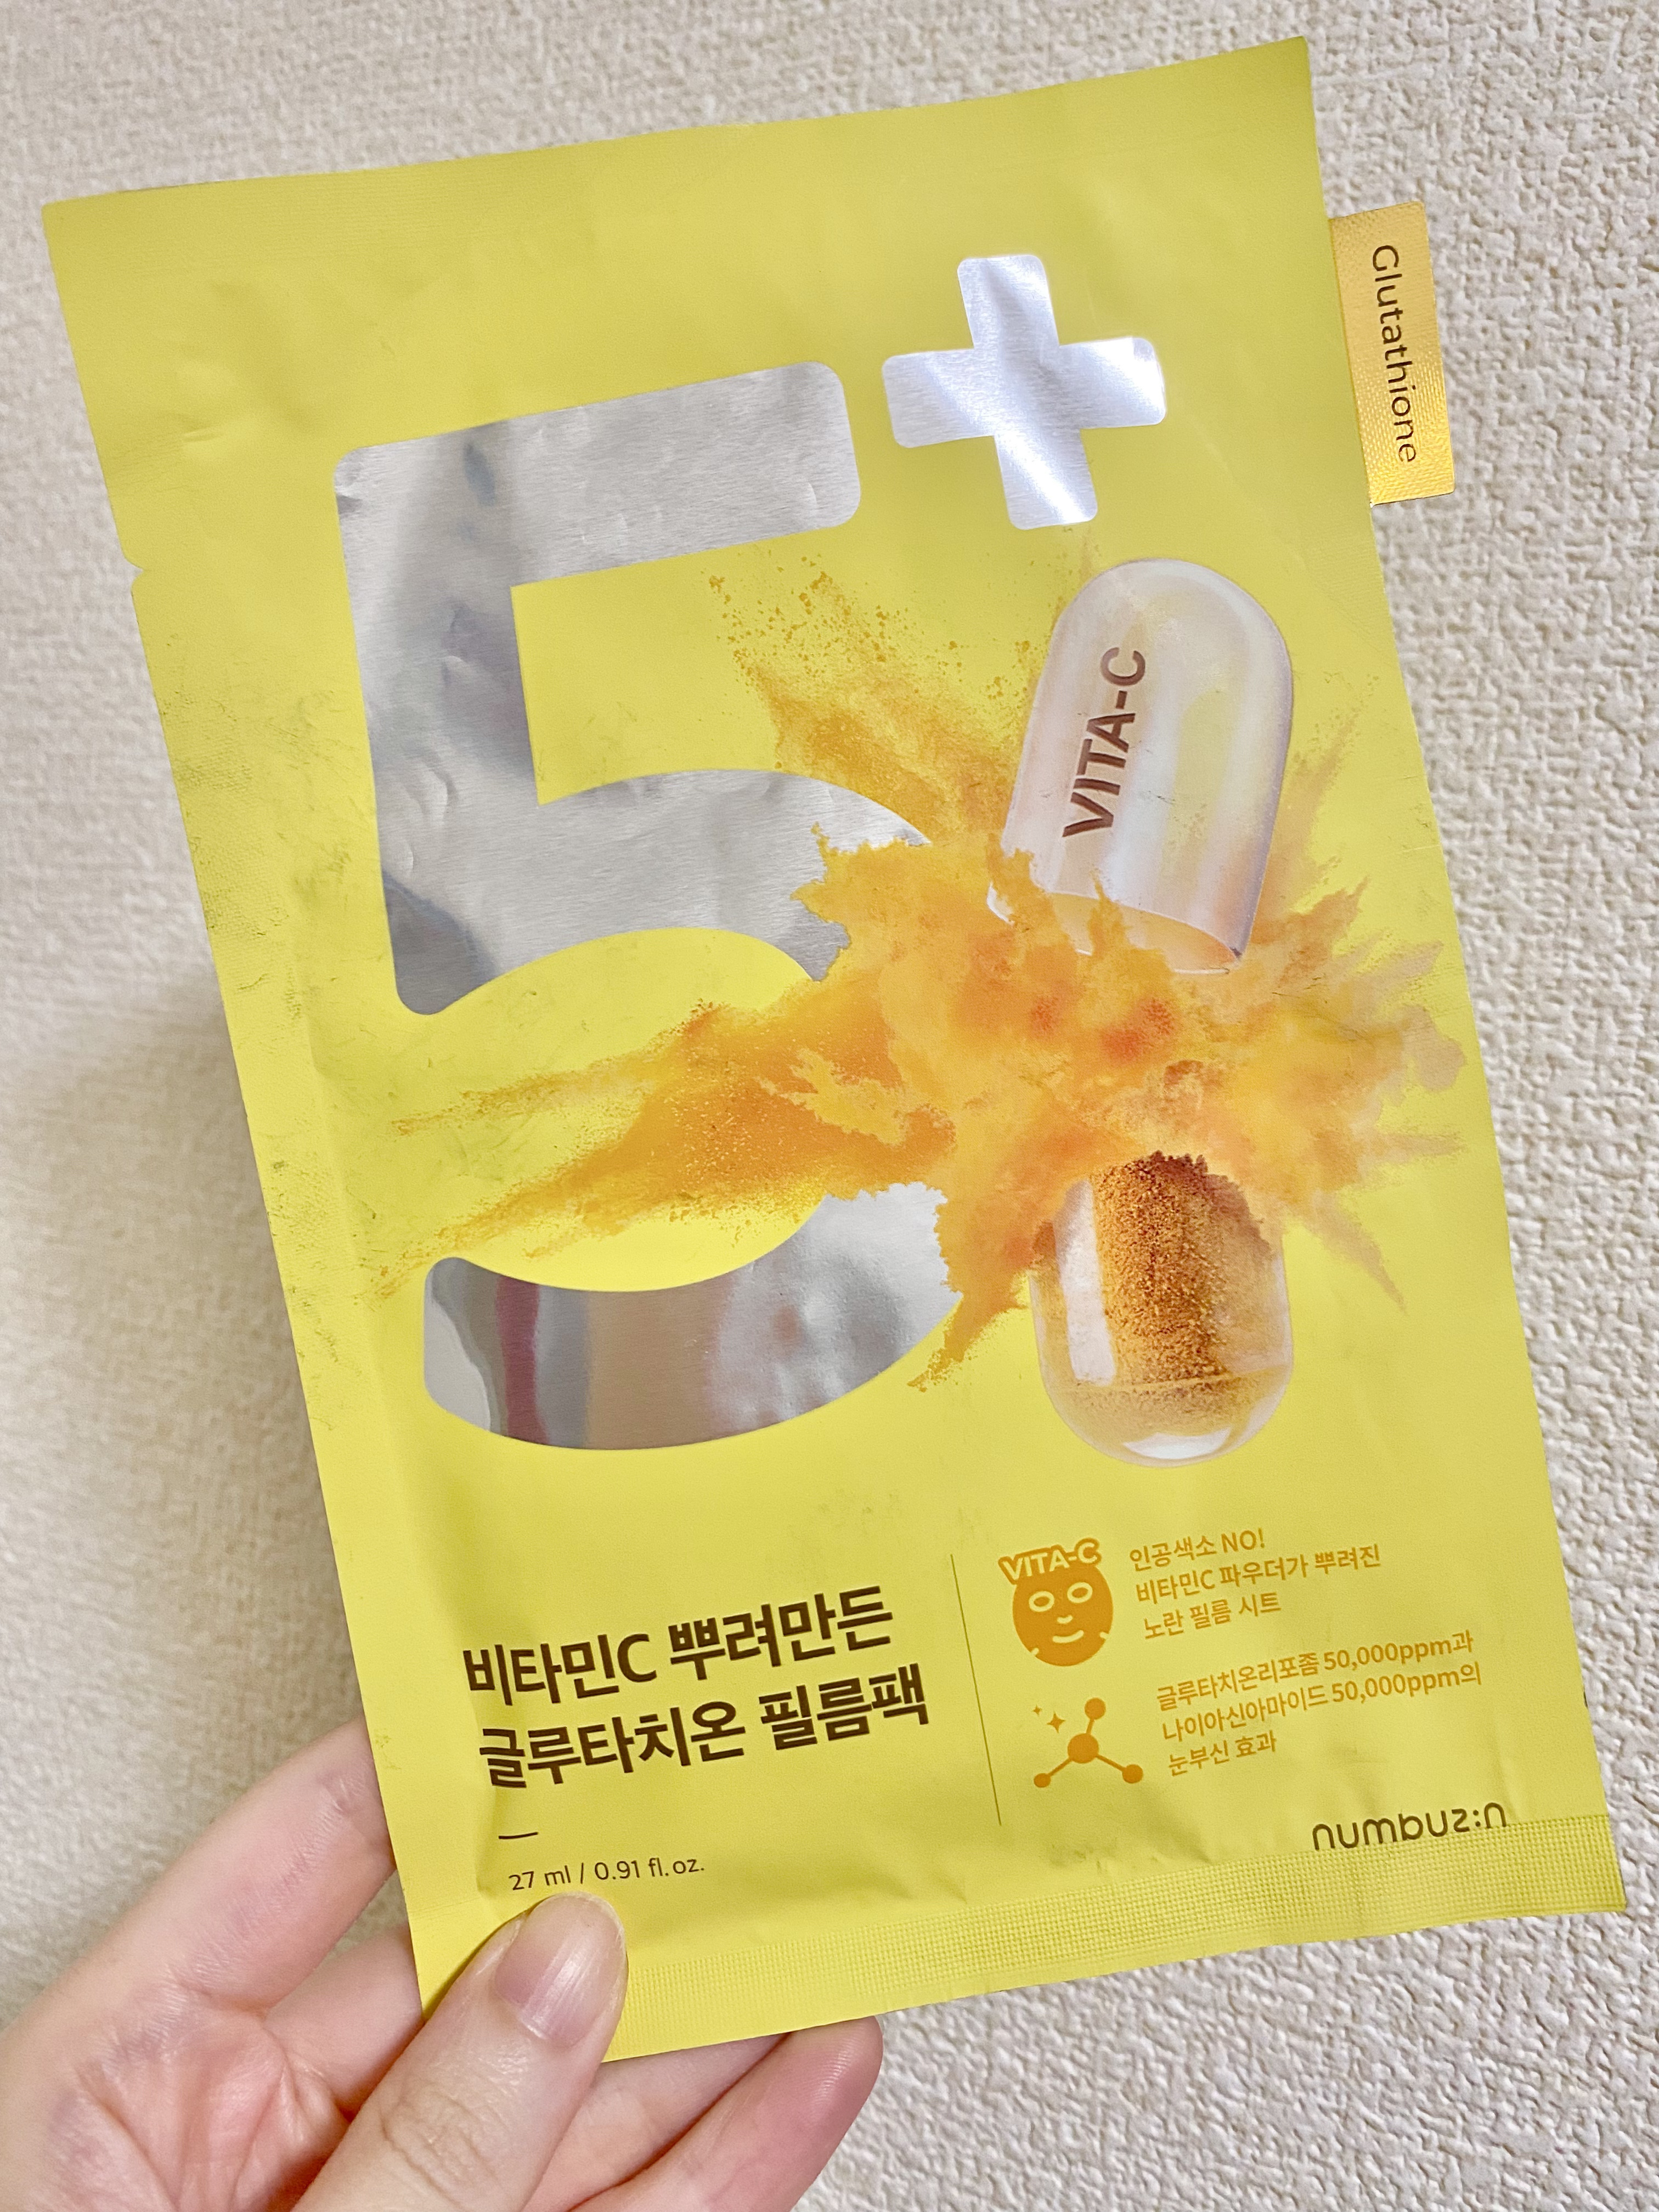 5+
Glutathione
VITA-C
비타민C 뿌려만든
글루타치온 필름팩
27 ml / 0.91 fl.oz.
VITA-C
인공색소 NO!
비타민C 파우더가 뿌려진
노란 필름 시트
글루타치온리포좀 50,000ppm과
나이아신아마이드 50,000ppm의
눈부신 효과
numbuz:n